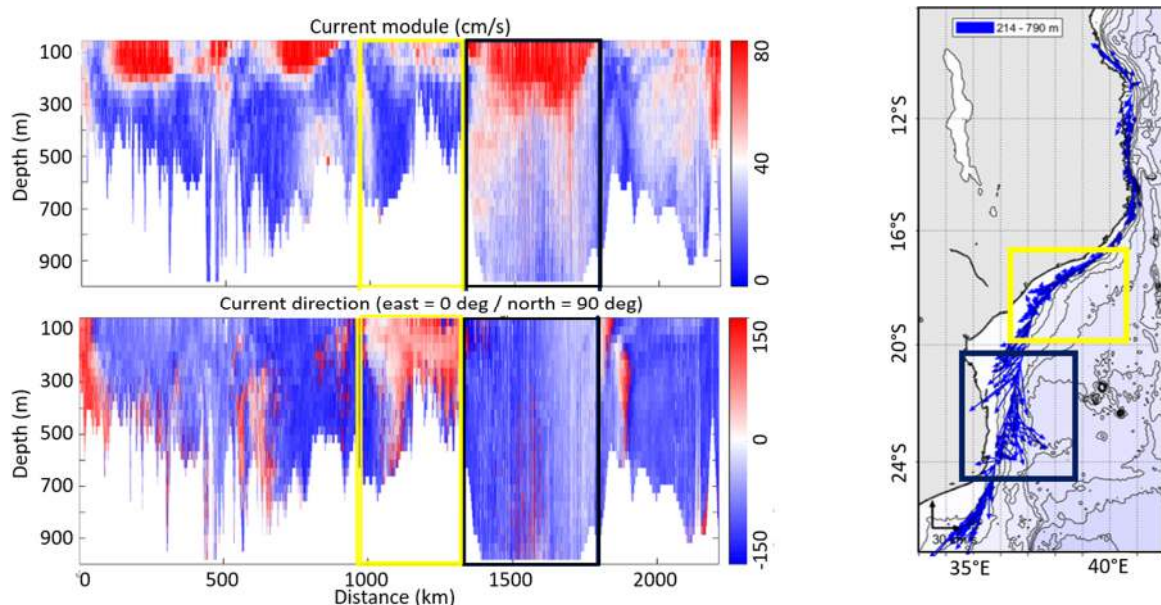 Current module (cm/s)
100
300
500
700
900
Depth (m)
80
40
0
Current direction (east = 0 deg / north = 90 deg)
100
300
500
700
900
Depth (m)
150
0
-150
0
500
1000
1500
2000
Distance (km)
214 - 790 m
12°S
16°S
20°S
24°S
35°E
40°E